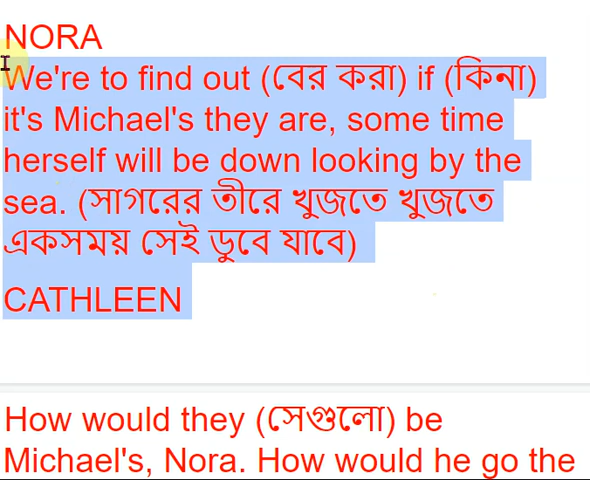 NORA
We're to find out (বের করা) if (কিনা)
it's Michael's they are, some time
herself will be down looking by the
sea. (সাগরের তীরে খুজতে খুজতে
একসময় সেই ডুবে যাবে)
CATHLEEN
How would they (সেগুলো) be
Michael's, Nora. How would he go the